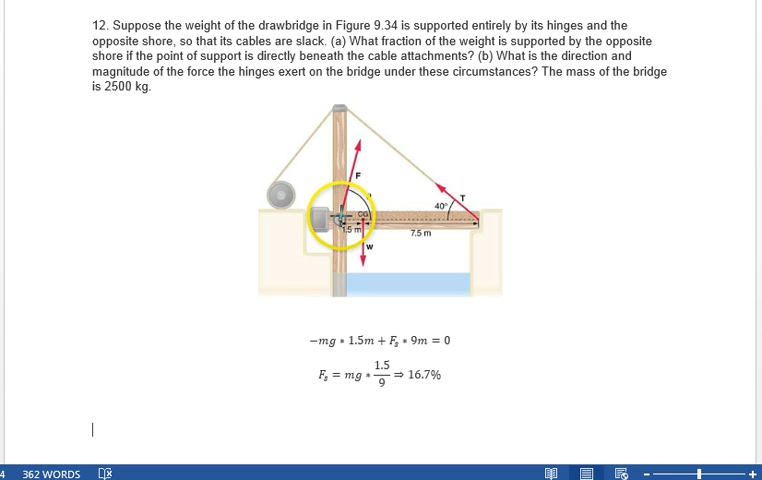 12. Suppose the weight of the drawbridge in Figure 9.34 is supported entirely by its hinges and the
opposite shore, so that its cables are slack. (a) What fraction of the weight is supported by the opposite
shore if the point of support is directly beneath the cable attachments? (b) What is the direction and
magnitude of the force the hinges exert on the bridge under these circumstances? The mass of the bridge
is 2500 kg.
F
T
40°
CG
1.5 m
7.5 m
w
−mg * 1.5m + Fs * 9m = 0
Fs = mg * 1.5/9 ⇒ 16.7%
4 362 WORDS